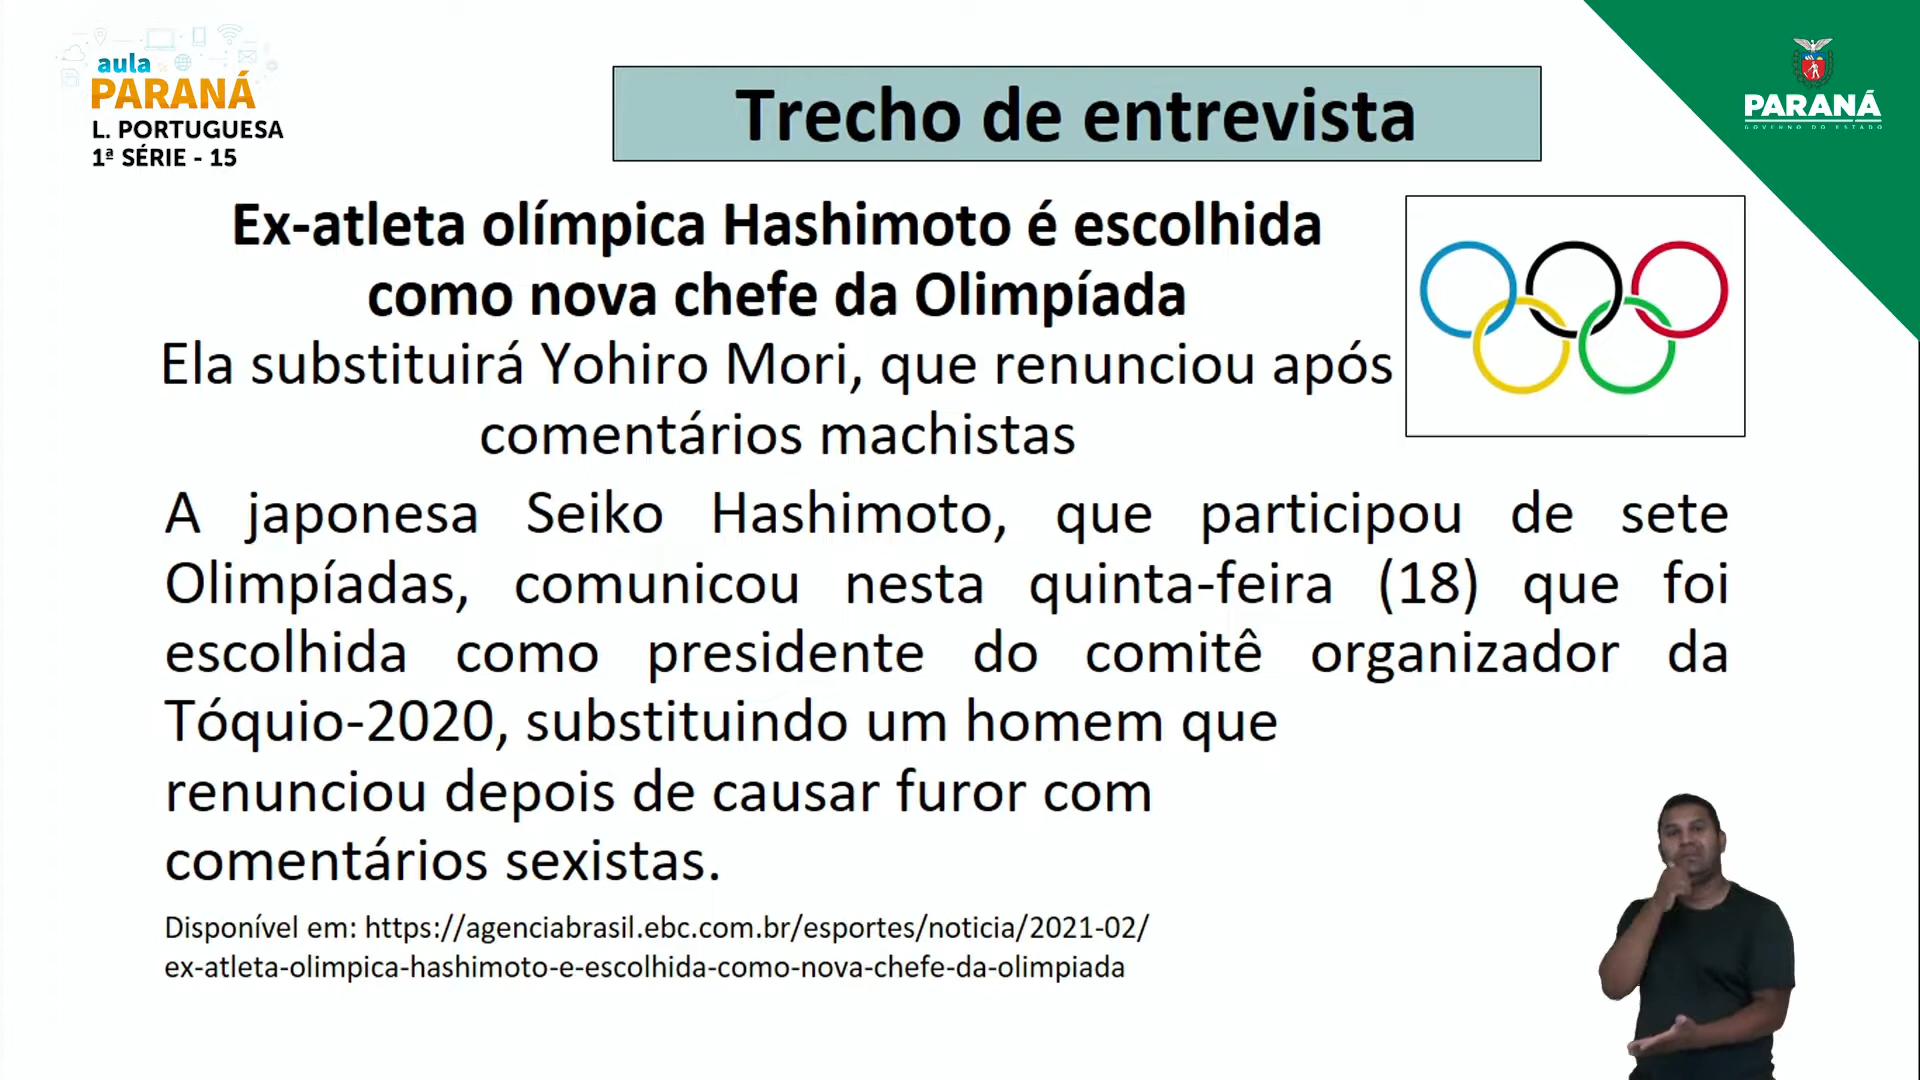 aula
PARANÁ
L. PORTUGUESA
1ª SÉRIE - 15
Trecho de entrevista
PARANÁ
GOVERNO DO ESTADO
Ex-atleta olímpica Hashimoto é escolhida
como nova chefe da Olimpíada
Ela substituirá Yohiro Mori, que renunciou após
comentários machistas
A japonesa Seiko Hashimoto, que participou de sete
Olimpíadas, comunicou nesta quinta-feira (18) que foi
escolhida como presidente do comitê organizador da
Tóquio-2020, substituindo um homem que
renunciou depois de causar furor com
comentários sexistas.
Disponível em: https://agenciabrasil.ebc.com.br/esportes/noticia/2021-02/
ex-atleta-olimpica-hashimoto-e-escolhida-como-nova-chefe-da-olimpiada